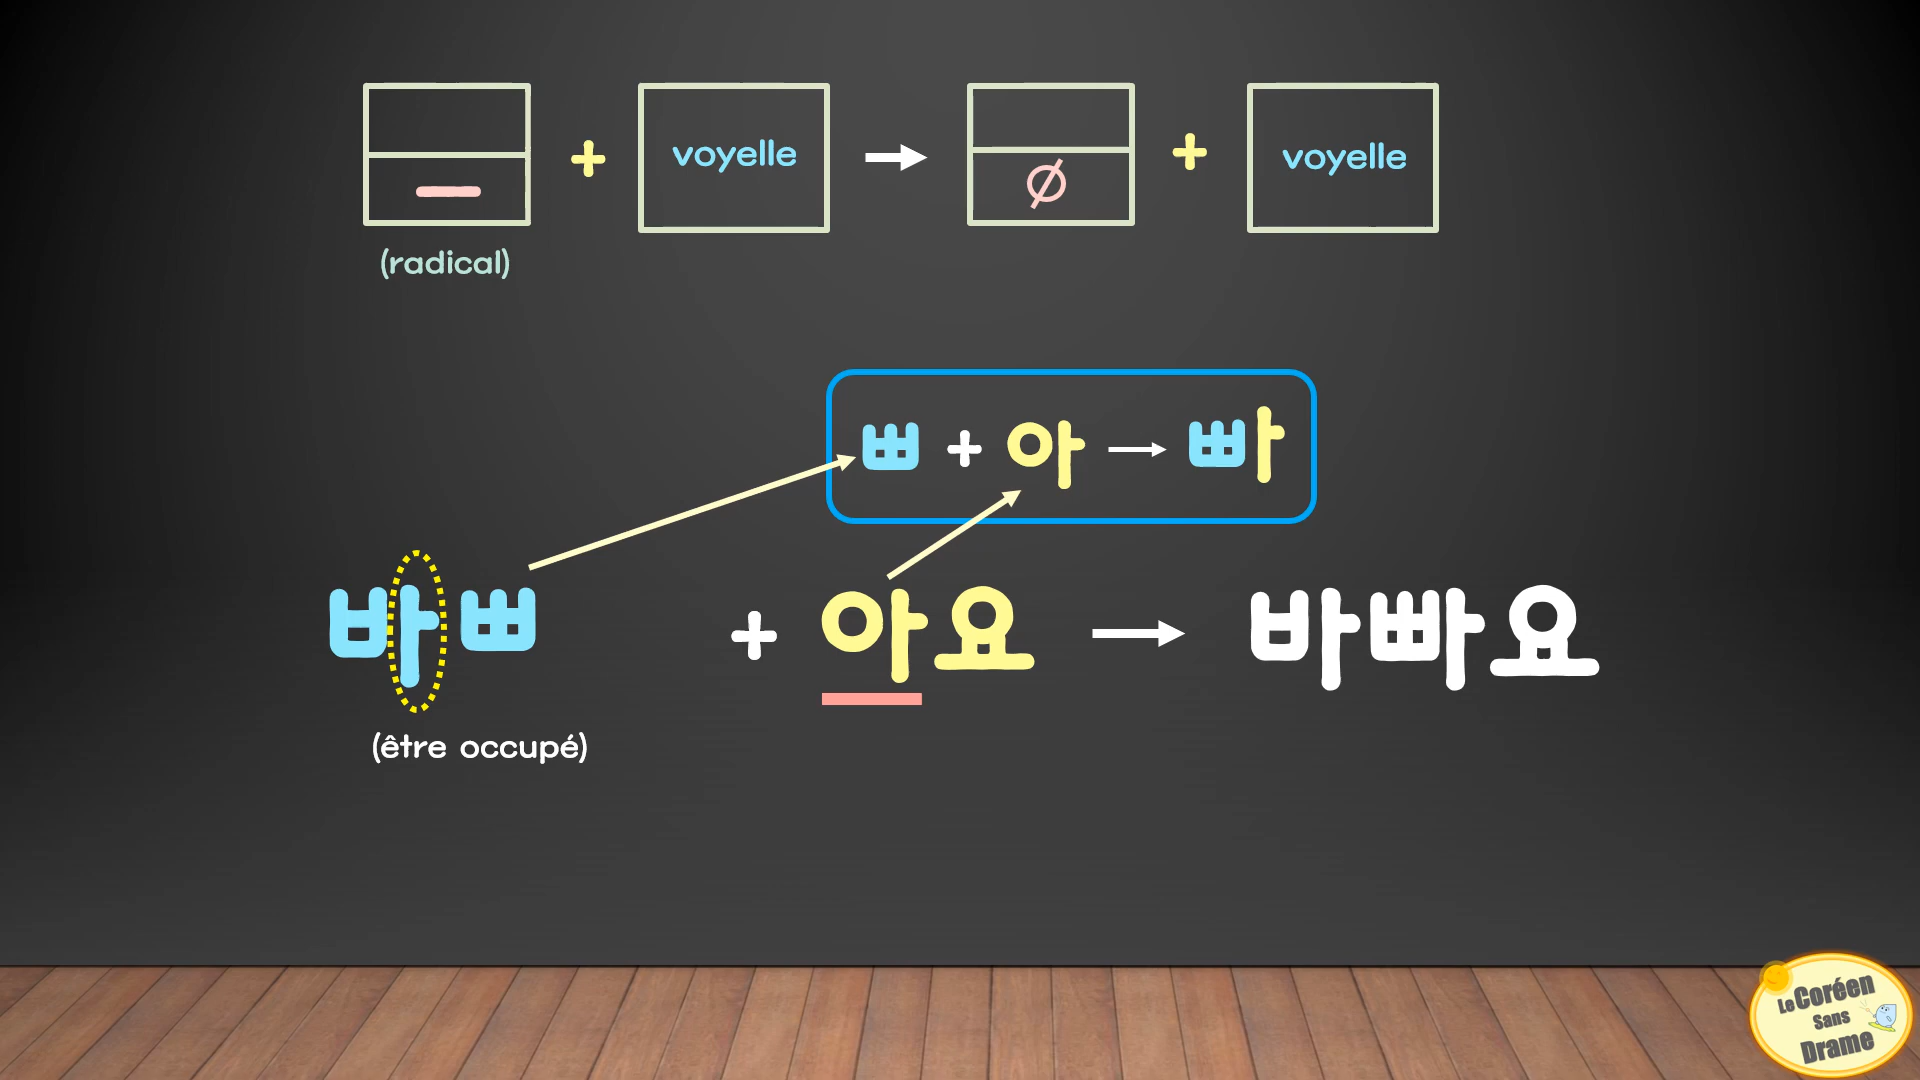 ㅡ + voyelle → Ø + voyelle
(radical)
ㅃ + 아 → 빠
바ㅃ + 아요 → 바빠요
(être occupé)
Le Coréen
Sans
Drame